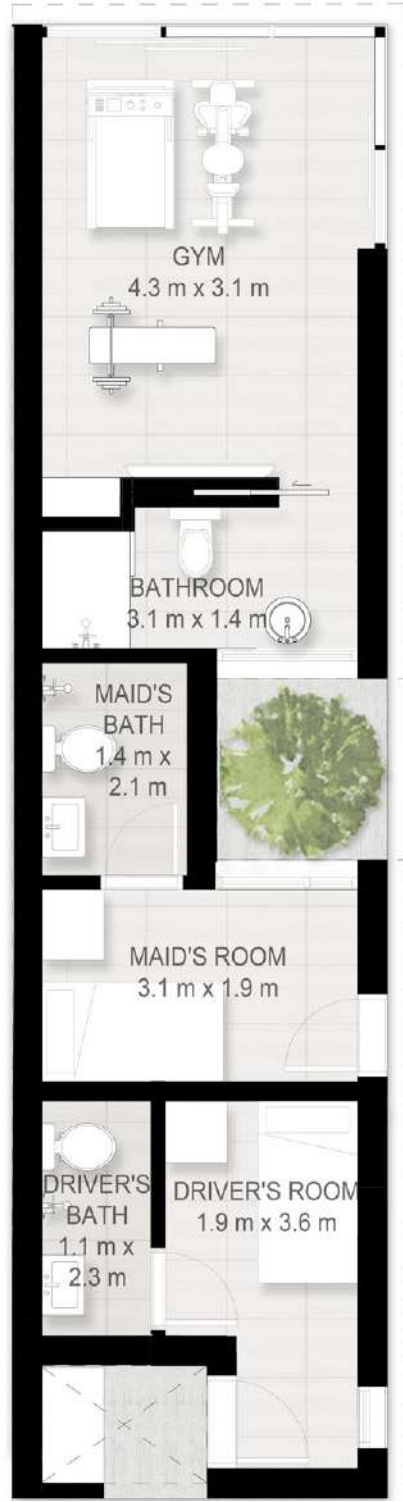 GYM
4.3 m x 3.1 m
BATHROOM
3.1 m x 1.4 m
MAID'S
BATH
1.4 m x
2.1 m
MAID'S ROOM
3.1 m x 1.9 m
DRIVER'S
BATH
1.1 m x
2.3 m
DRIVER'S ROOM
1.9 m x 3.6 m